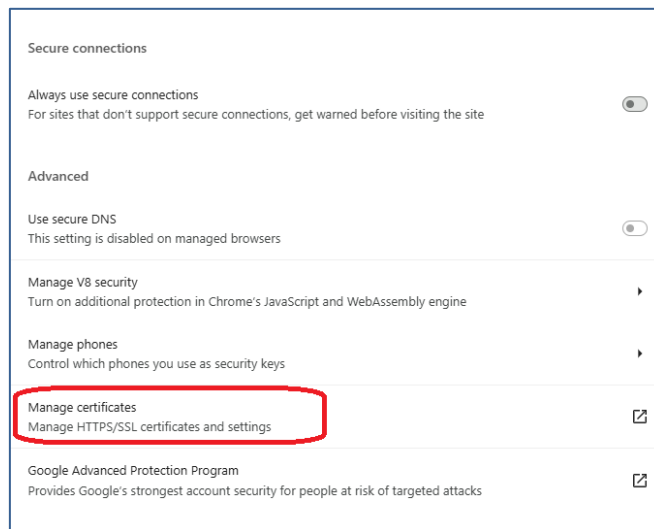 Secure connections
Always use secure connections
For sites that don't support secure connections, get warned before visiting the site
Advanced
Use secure DNS
This setting is disabled on managed browsers
Manage V8 security
Turn on additional protection in Chrome's JavaScript and WebAssembly engine
Manage phones
Control which phones you use as security keys
Manage certificates
Manage HTTPS/SSL certificates and settings
Google Advanced Protection Program
Provides Google's strongest account security for people at risk of targeted attacks